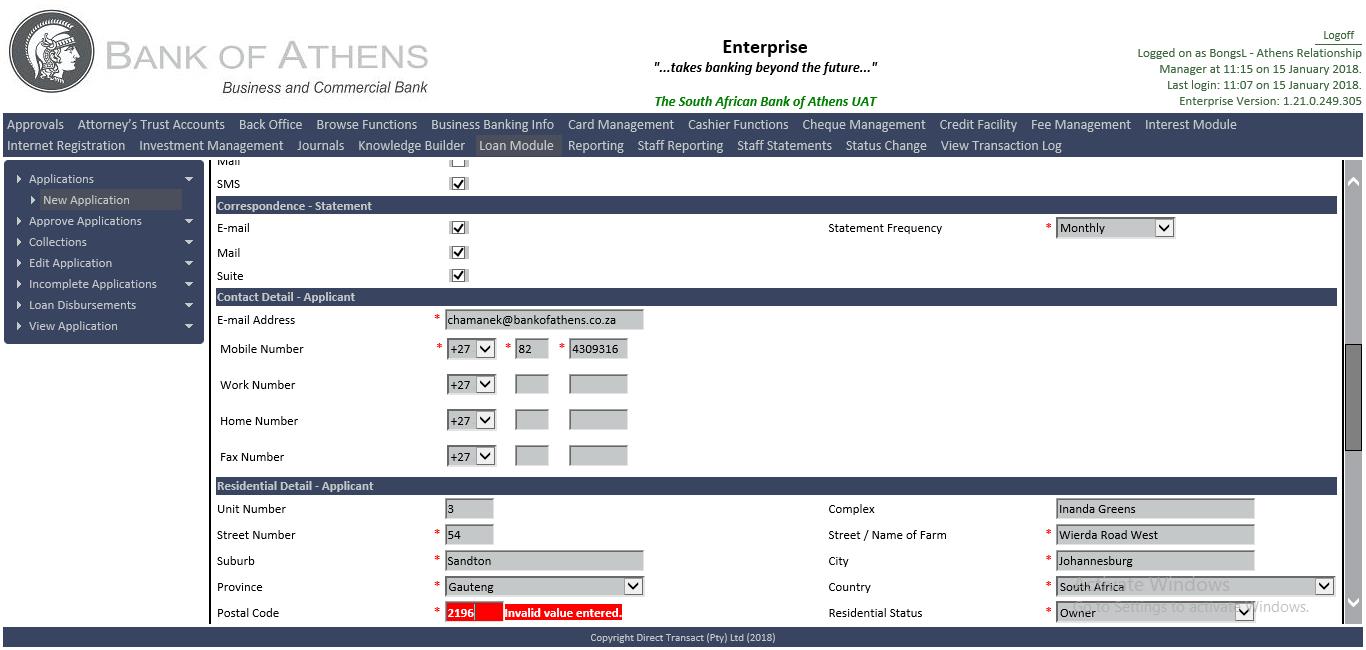 BANK OF ATHENS
Business and Commercial Bank
Enterprise
"...takes banking beyond the future..."
The South African Bank of Athens UAT
Logoff
Logged on as BongsL - Athens Relationship
Manager at 11:15 on 15 January 2018.
Last login: 11:07 on 15 January 2018.
Enterprise Version: 1.21.0.249.305
Approvals Attorney's Trust Accounts Back Office Browse Functions Business Banking Info Card Management Cashier Functions Cheque Management Credit Facility Fee Management Interest Module
Internet Registration Investment Management Journals Knowledge Builder Loan Module Reporting Staff Reporting Staff Statements Status Change View Transaction Log
Applications
New Application
Approve Applications
Collections
Edit Application
Incomplete Applications
Loan Disbursements
View Application
Mail
SMS
Correspondence - Statement
E-mail Statement Frequency * Monthly
Mail
Suite
Contact Detail - Applicant
E-mail Address * chamanek@bankofathens.co.za
Mobile Number * +27 * 82 * 4309316
Work Number +27
Home Number +27
Fax Number +27
Residential Detail - Applicant
Unit Number 3 Complex Inanda Greens
Street Number * 54 Street / Name of Farm * Wierda Road West
Suburb * Sandton City * Johannesburg
Province * Gauteng Country * South Africa
Postal Code * 2196 Invalid value entered. Residential Status * Owner
Activate Windows
Go to Settings to activate Windows.
Copyright Direct Transact (Pty) Ltd (2018)